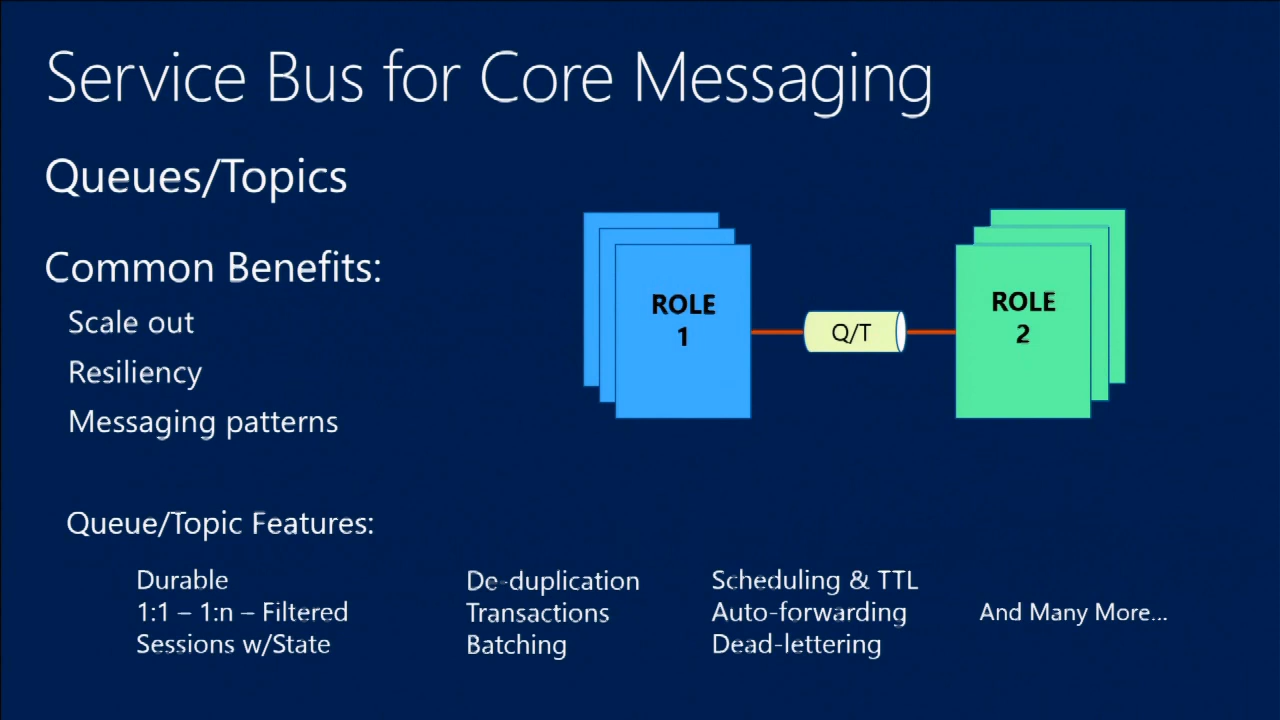 Service Bus for Core Messaging
Queues/Topics
Common Benefits:
Scale out
Resiliency
Messaging patterns
ROLE
1
Q/T
ROLE
2
Queue/Topic Features:
Durable
1:1 – 1:n – Filtered
Sessions w/State
De-duplication
Transactions
Batching
Scheduling & TTL
Auto-forwarding
Dead-lettering
And Many More...